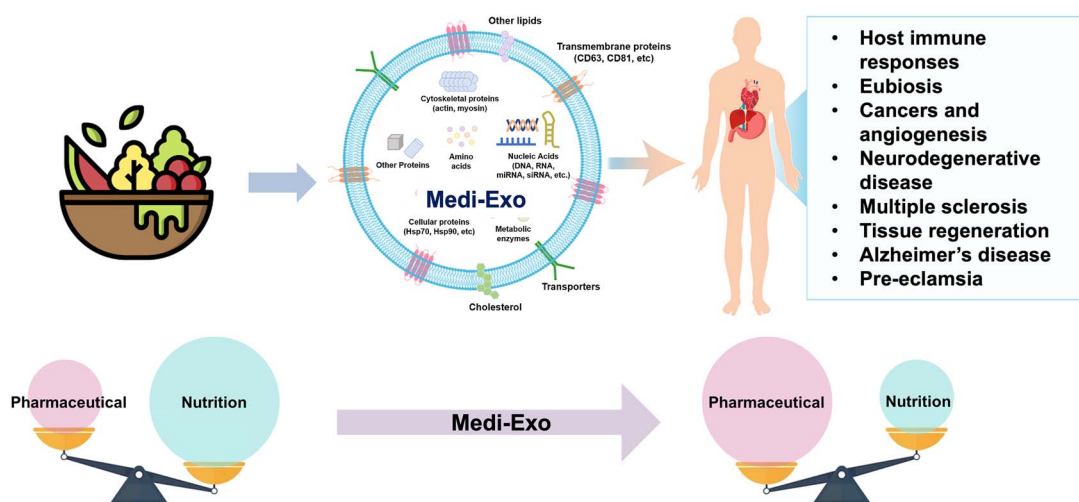 Other lipids
Transmembrane proteins
(CD63, CD81, etc)
Cytoskeletal proteins
(actin, myosin)
Other Proteins
Amino
acids
Nucleic Acids
(DNA, RNA,
miRNA, siRNA, etc.)
Medi-Exo
Cellular proteins
(Hsp70, Hsp90, etc)
Metabolic
enzymes
Transporters
Cholesterol
• Host immune
responses
• Eubiosis
• Cancers and
angiogenesis
• Neurodegenerative
disease
• Multiple sclerosis
• Tissue regeneration
• Alzheimer's disease
• Pre-eclamsia
Pharmaceutical
Nutrition
Medi-Exo
Pharmaceutical
Nutrition